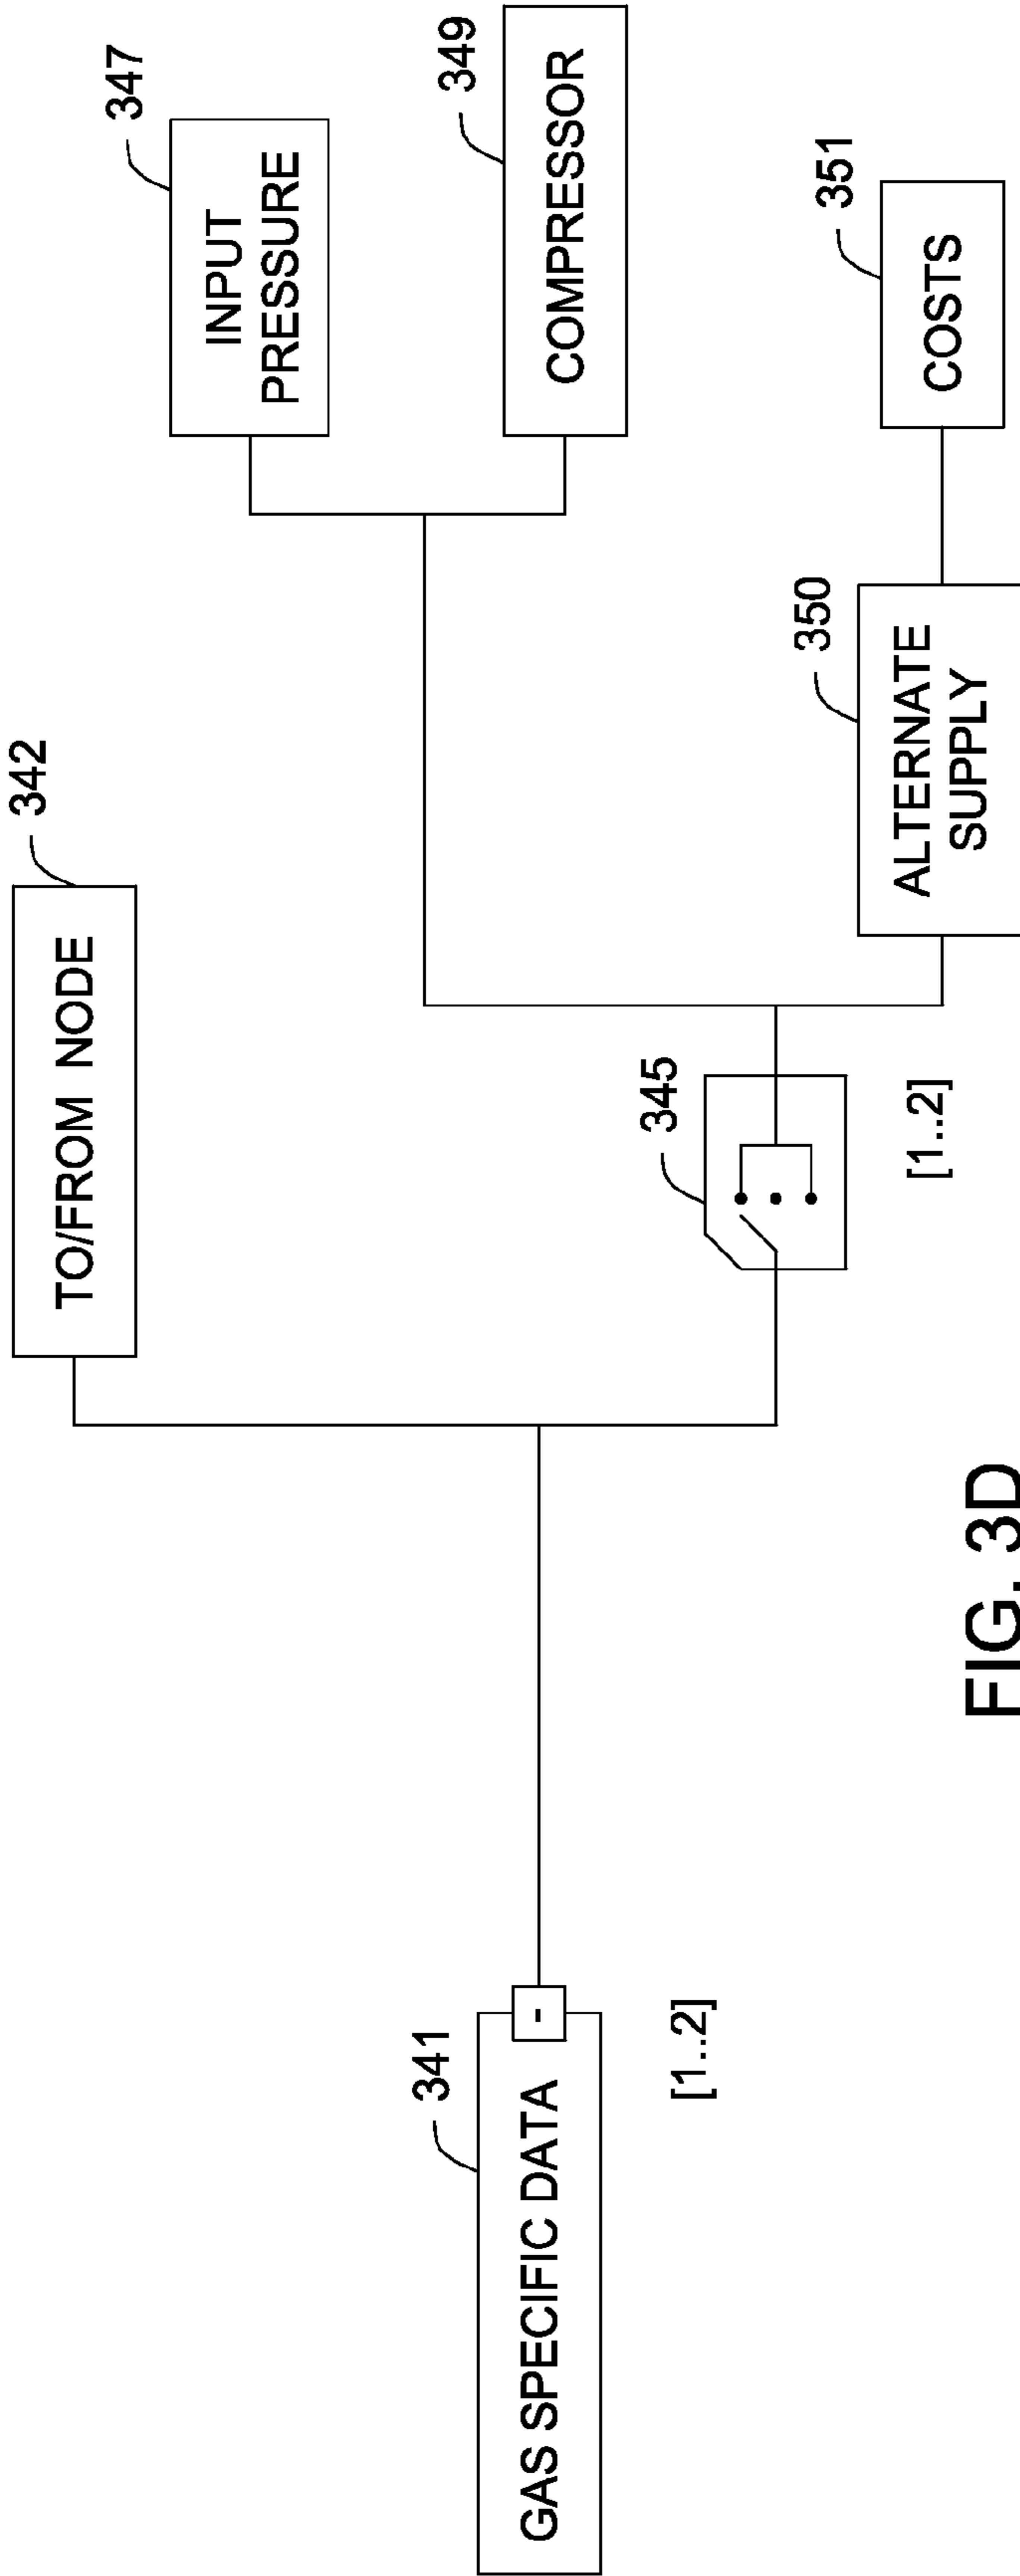 342
TO/FROM NODE
347
INPUT
PRESSURE
349
COMPRESSOR
341
GAS SPECIFIC DATA
[1..2]
345
[1..2]
350
ALTERNATE
SUPPLY
351
COSTS
FIG. 3D